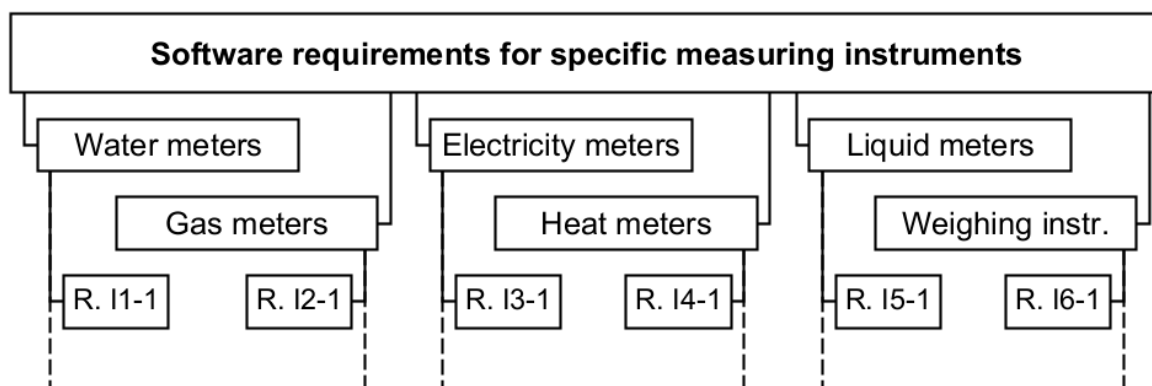 Software requirements for specific measuring instruments
Water meters
Electricity meters
Liquid meters
Gas meters
Heat meters
Weighing instr.
R. I1-1
R. I2-1
R. I3-1
R. I4-1
R. I5-1
R. I6-1